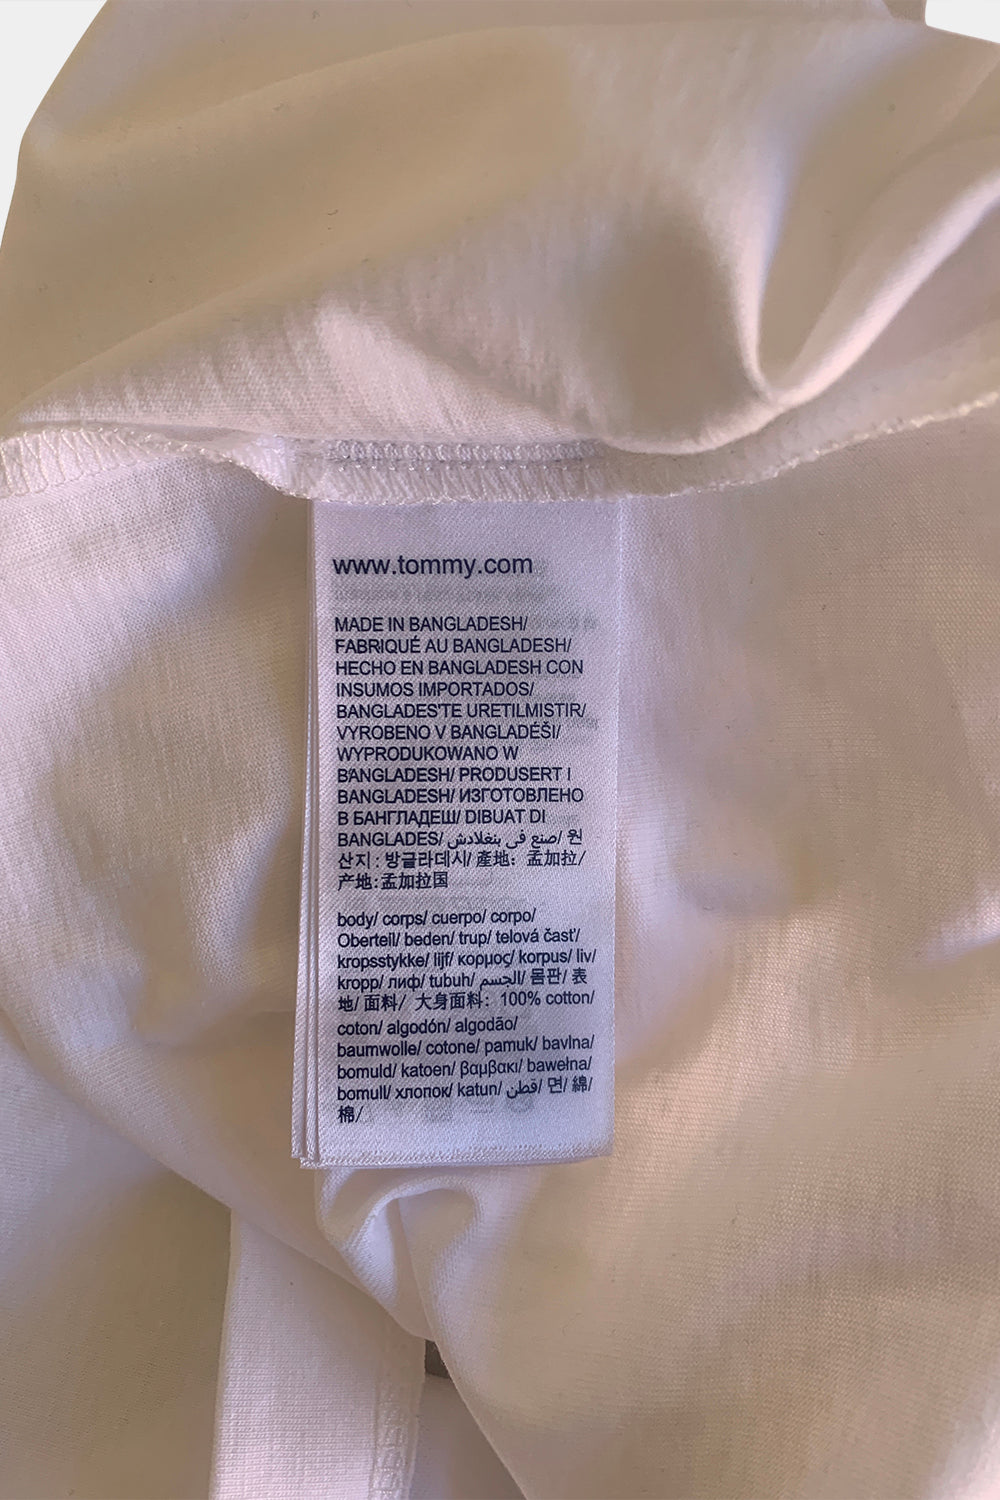 www.tommy.com
MADE IN BANGLADESH/
FABRIQUÉ AU BANGLADESH/
HECHO EN BANGLADESH CON
INSUMOS IMPORTADOS/
BANGLADES'TE URETILMISTIR/
VYROBENO V BANGLADÉŠI/
WYPRODUKOWANO W
BANGLADESH/ PRODUSERT I
BANGLADESH/ ИЗГОТОВЛЕНО
В БАНГЛАДЕШ/ DIBUAT DI
BANGLADES/ صنع في بنغلادش/ 원
산지 : 방글라데시/ 產地: 孟加拉/
产地:孟加拉国
body/ corps/ cuerpo/ corpo/
Oberteil/ beden/ trup/ telová časť/
kropsstykke/ lijf/ κορμος/ korpus/ liv/
kropp/ лиф/ tubuh/ الجسم/ 몸판/ 表
地/ 面料/ 大身面料: 100% cotton/
coton/ algodón/ algodão/
baumwolle/ cotone/ pamuk/ bavlna/
bomuld/ katoen/ βαμβακι/ bawełna/
bomull/ хлопок/ katun/ قطن/ 면/ 綿/
棉/